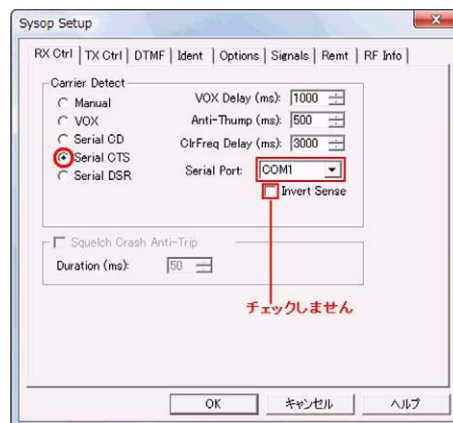 Sysop Setup
RX Ctrl TX Ctrl DTMF Ident Options Signals Remt RF Info
Carrier Detect
Manual
VOX
Serial CD
Serial CTS
Serial DSR
VOX Delay (ms): 1000
Anti-Thump (ms): 500
ClrFreq Delay (ms): 3000
Serial Port: COM1
Invert Sense
Squelch Crash Anti-Trip
Duration (ms): 50
チェックしません
OK キャンセル ヘルプ